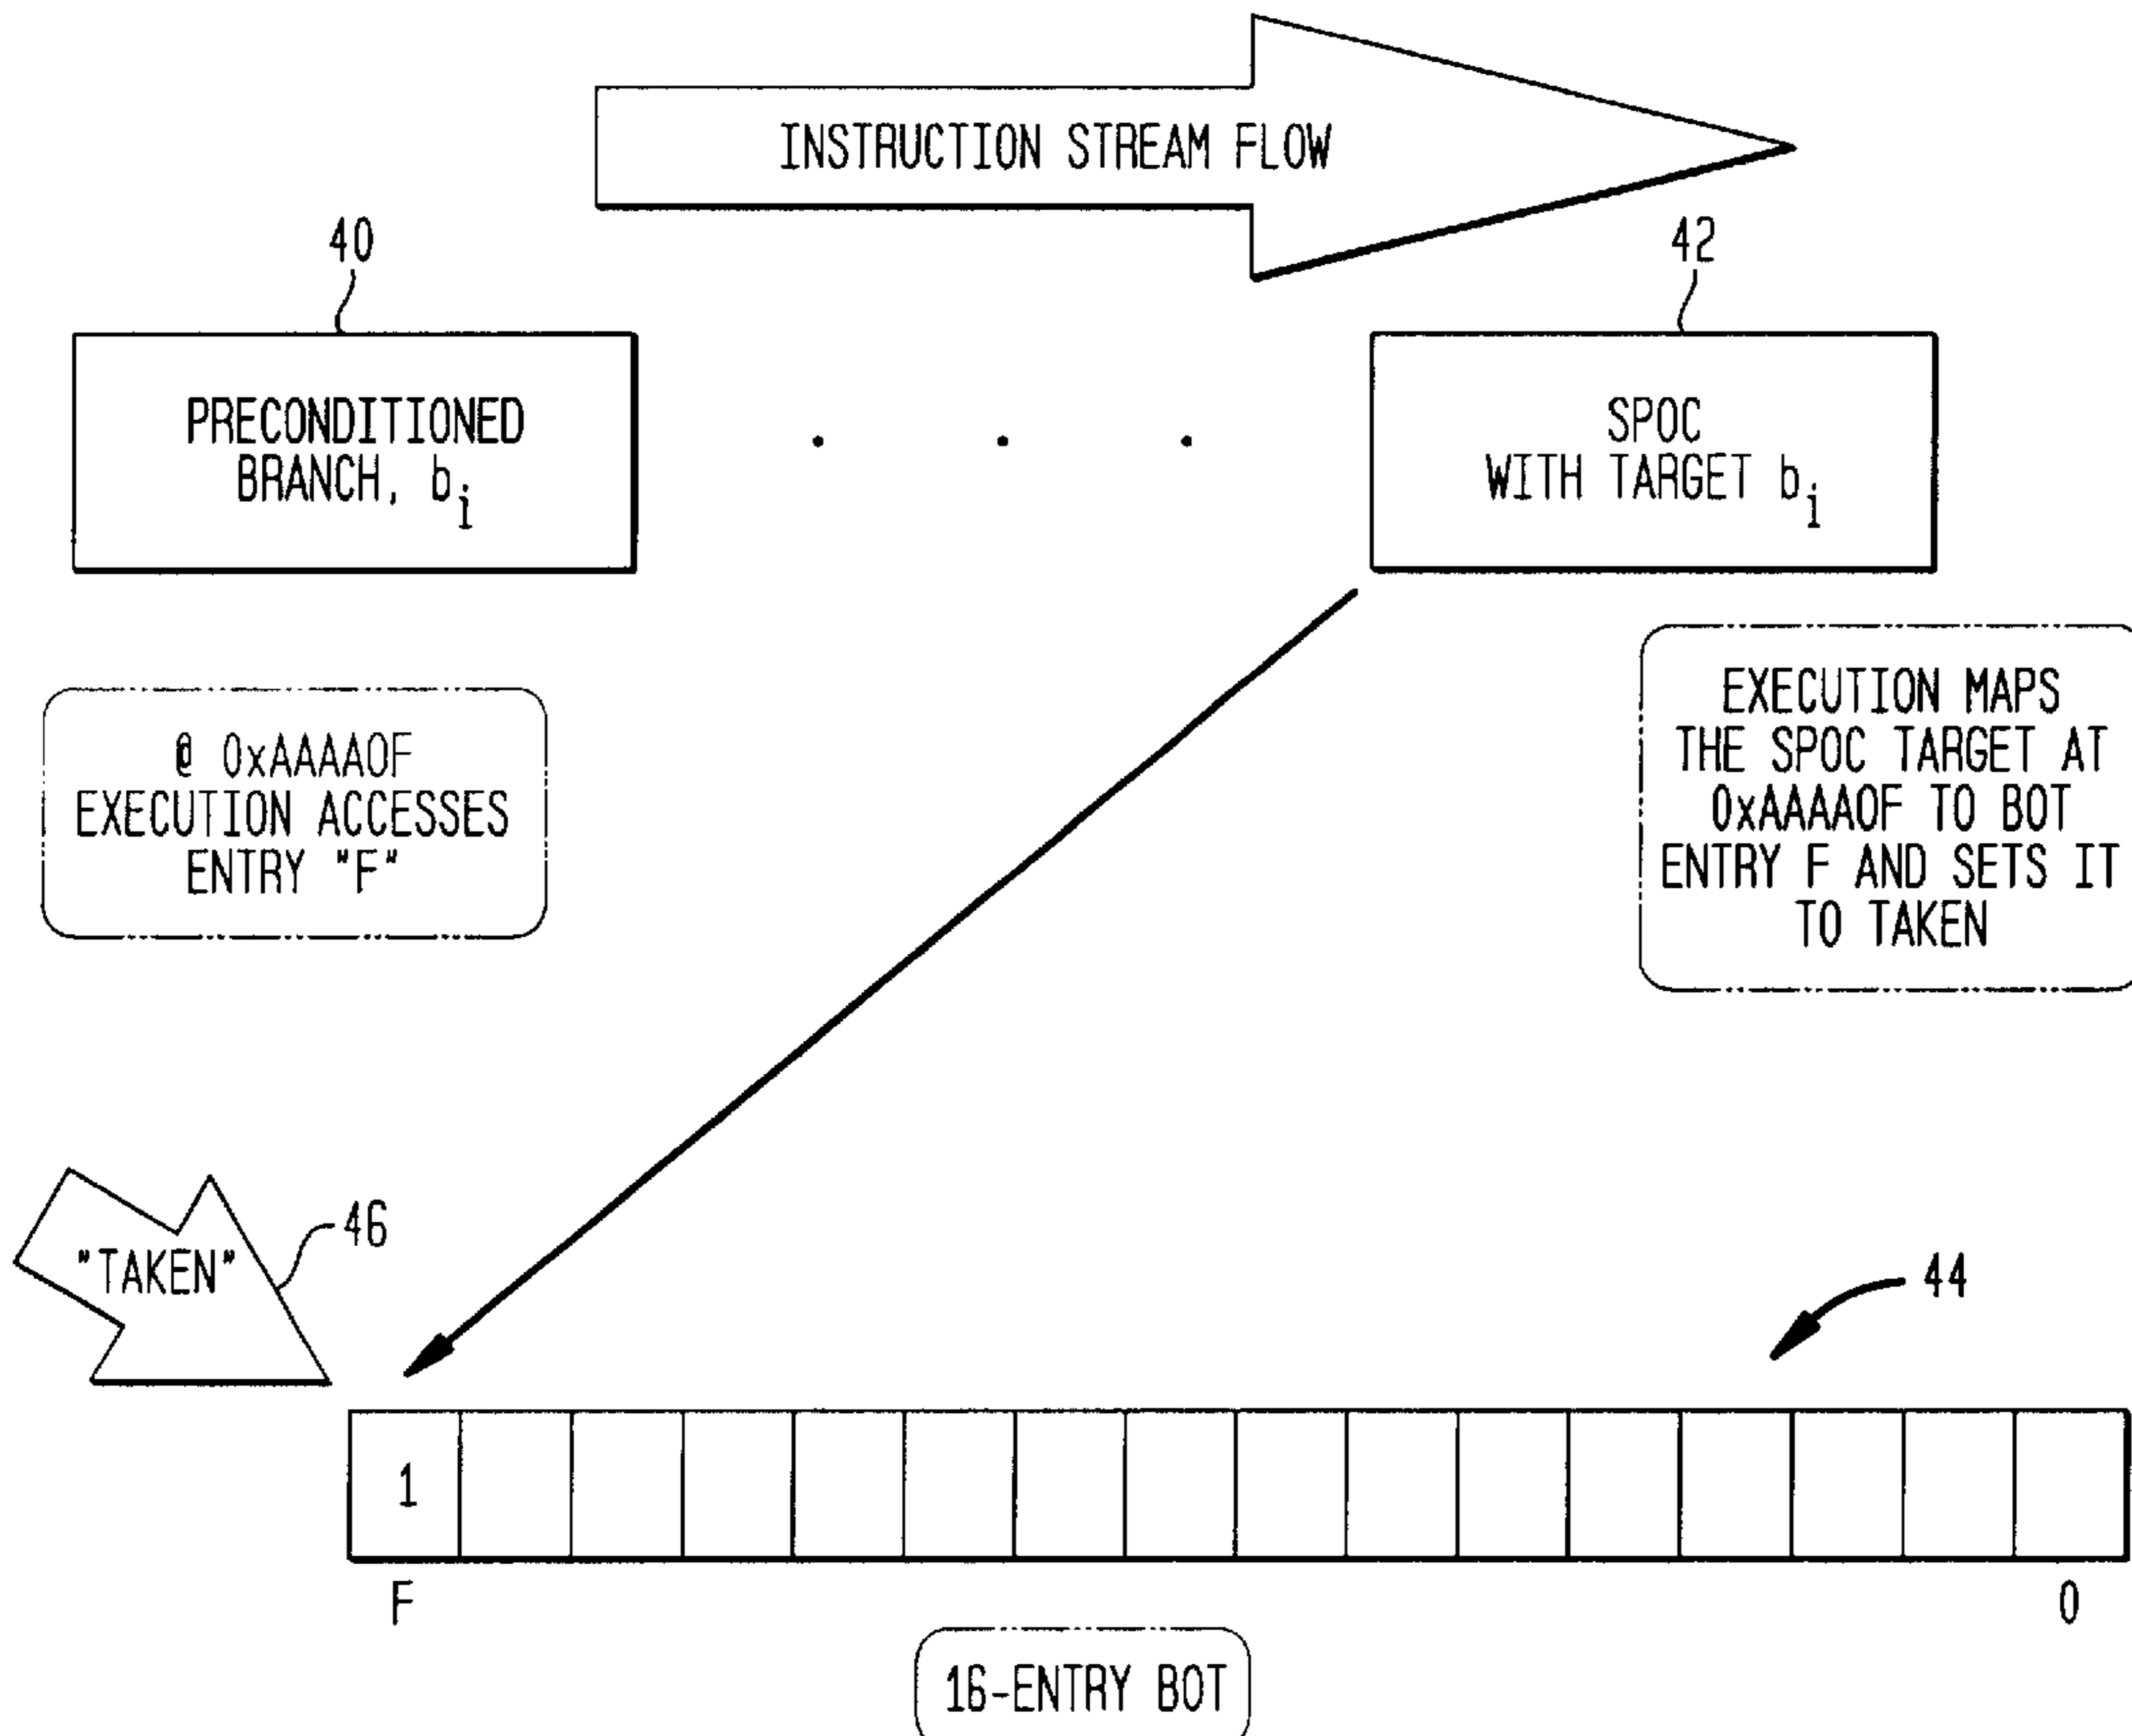 INSTRUCTION STREAM FLOW
40
42
PRECONDITIONED
BRANCH, bi
. . .
SPOC
WITH TARGET bi
@ 0xAAAA0F
EXECUTION ACCESSES
ENTRY "F"
EXECUTION MAPS
THE SPOC TARGET AT
0xAAAA0F TO BOT
ENTRY F AND SETS IT
TO TAKEN
"TAKEN"
46
44
1
F
0
16-ENTRY BOT